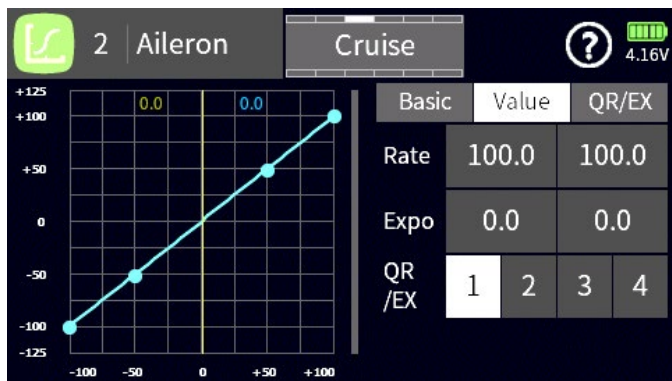 2 Aileron Cruise ? 4.16V
Basic Value QR/EX
Rate 100.0 100.0
Expo 0.0 0.0
QR
/EX 1 2 3 4
0.0 0.0
+125
+100
+50
0
-50
-100
-125
-100 -50 0 +50 +100